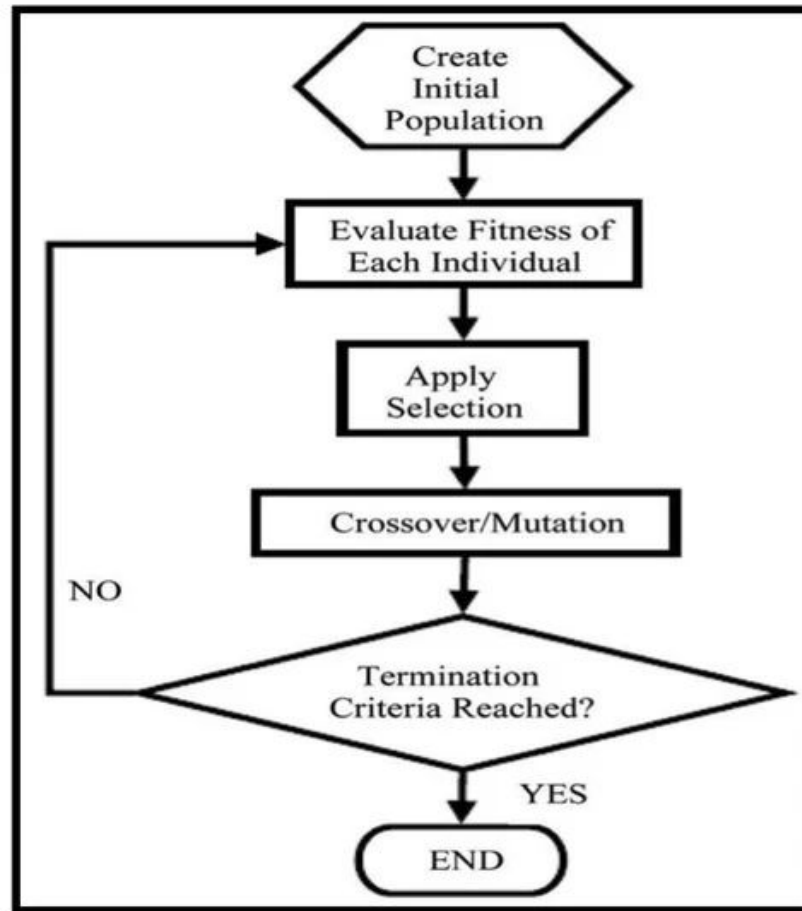 Create
Initial
Population
Evaluate Fitness of
Each Individual
Apply
Selection
Crossover/Mutation
NO
Termination
Criteria Reached?
YES
END